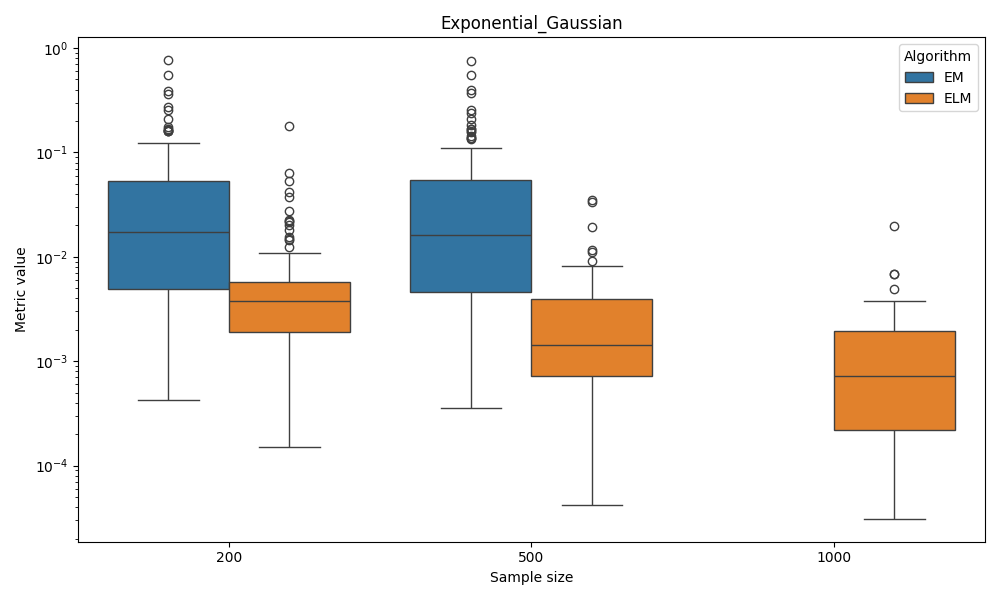 Exponential_Gaussian
Algorithm
EM
ELM
Metric value
10⁰
10⁻¹
10⁻²
10⁻³
10⁻⁴
200
500
1000
Sample size